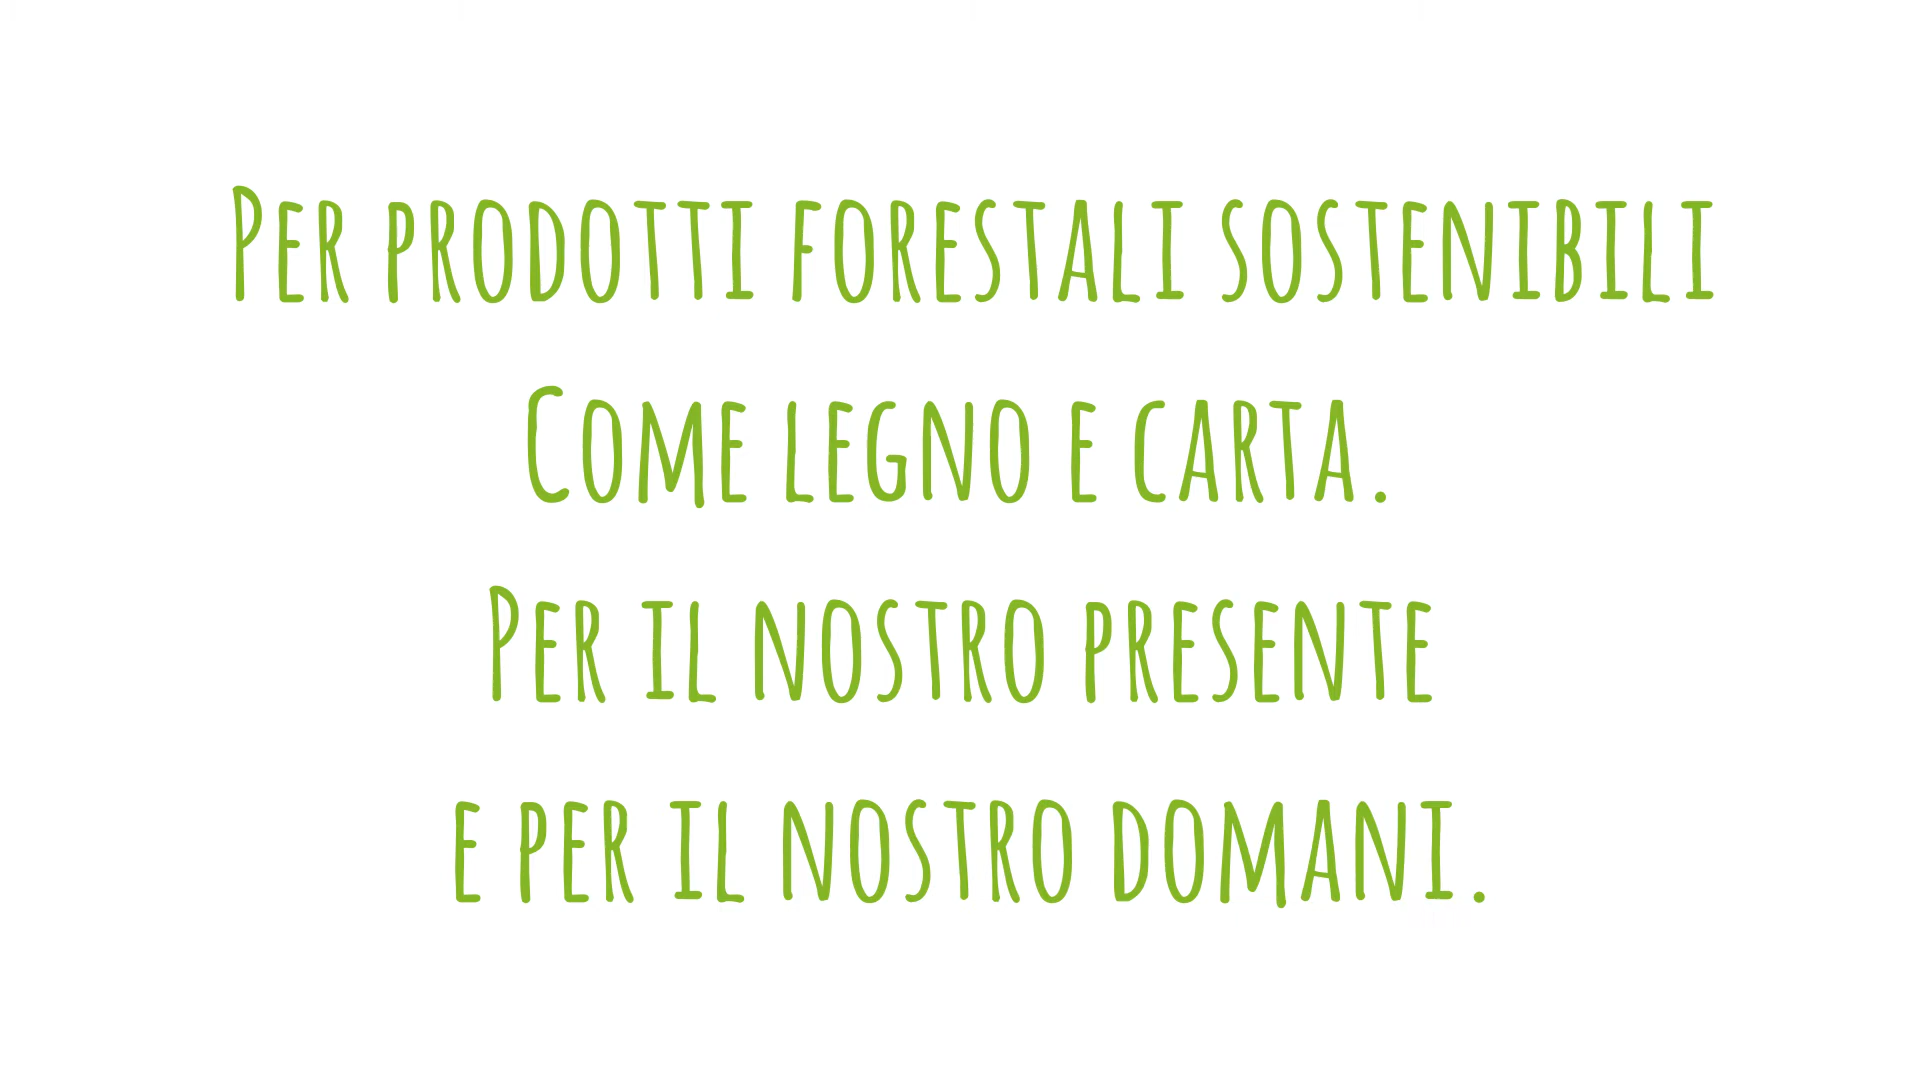 Per prodotti forestali sostenibili
Come legno e carta.
Per il nostro presente
e per il nostro domani.